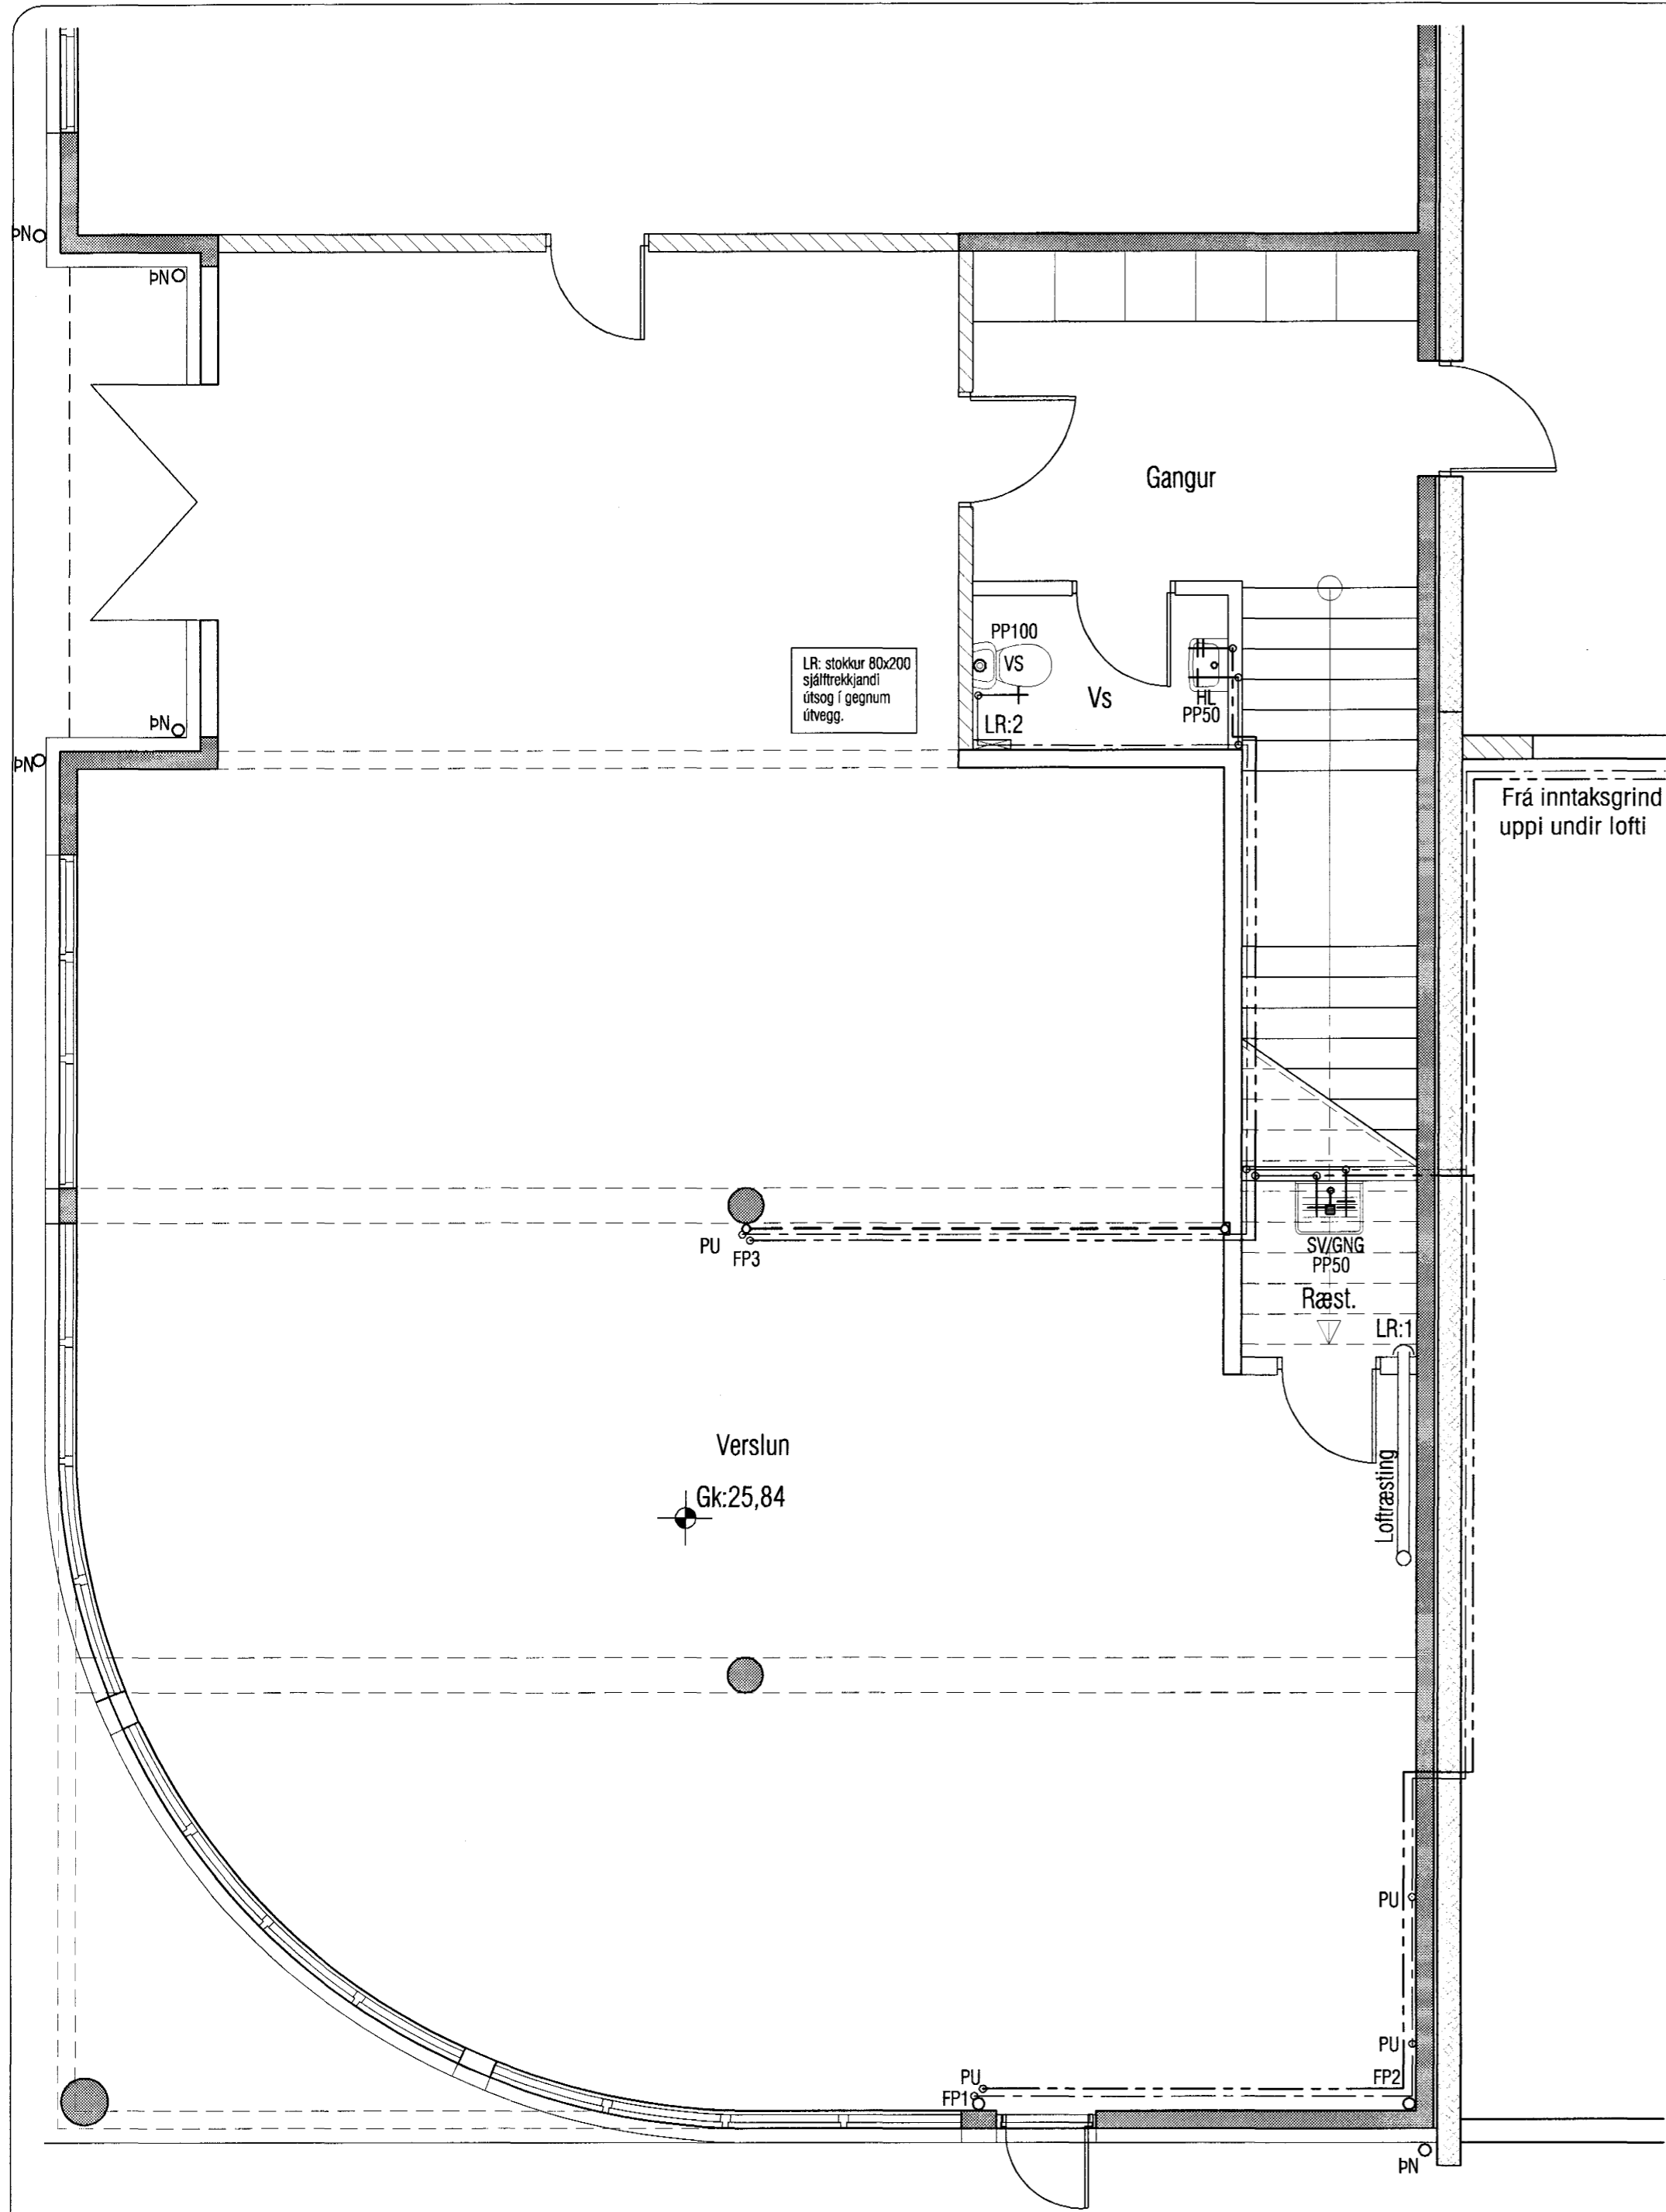 ÞN
ÞN
Gangur
PP100
VS
LR: stokkur 80x200
sjálftrekkjandi
útsog í gegnum
útvegg.
Vs
HL
PP50
LR:2
ÞN
ÞN
Frá inntaksgrind
uppi undir lofti
PU
FP3
SV/GNG
PP50
Ræst.
LR:1
Verslun
Gk:25,84
Loftræsting
PU
PU
PU
FP2
FP1
ÞN